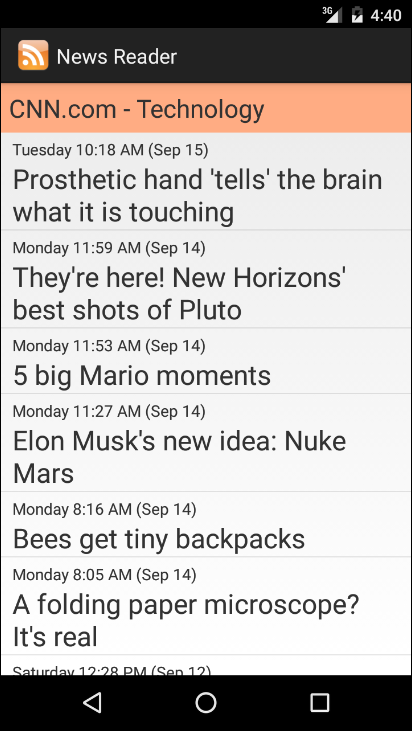 3G 4:40
News Reader
CNN.com - Technology
Tuesday 10:18 AM (Sep 15)
Prosthetic hand 'tells' the brain
what it is touching
Monday 11:59 AM (Sep 14)
They're here! New Horizons'
best shots of Pluto
Monday 11:53 AM (Sep 14)
5 big Mario moments
Monday 11:27 AM (Sep 14)
Elon Musk's new idea: Nuke
Mars
Monday 8:16 AM (Sep 14)
Bees get tiny backpacks
Monday 8:05 AM (Sep 14)
A folding paper microscope?
It's real
Saturday 12:28 PM (Sep 12)